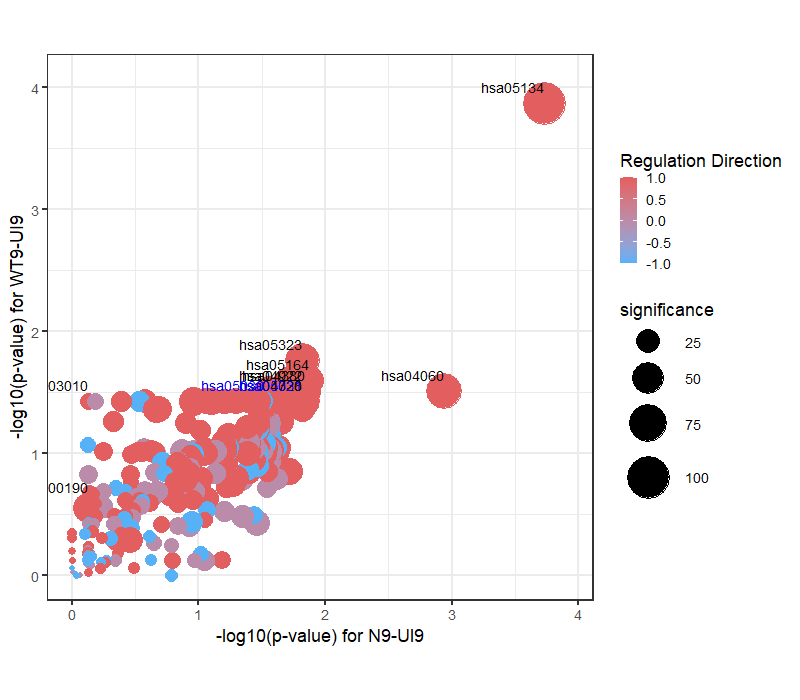 hsa05134
hsa05323
hsa05164
hsa04060
03010
00190
4
3
2
1
0
0
1
2
3
4
-log10(p-value) for WT9-UI9
-log10(p-value) for N9-UI9
Regulation Direction
1.0
0.5
0.0
-0.5
-1.0
significance
25
50
75
100